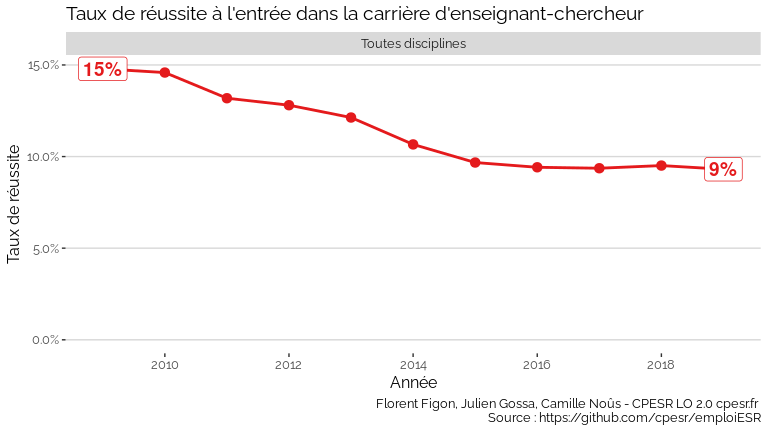 Taux de réussite à l'entrée dans la carrière d'enseignant-chercheur
Toutes disciplines
15.0%
10.0%
5.0%
0.0%
Taux de réussite
15%
9%
2010
2012
2014
2016
2018
Année
Florent Figon, Julien Gossa, Camille Noûs - CPESR LO 2.0 cpesr.fr
Source : https://github.com/cpesr/emploiESR